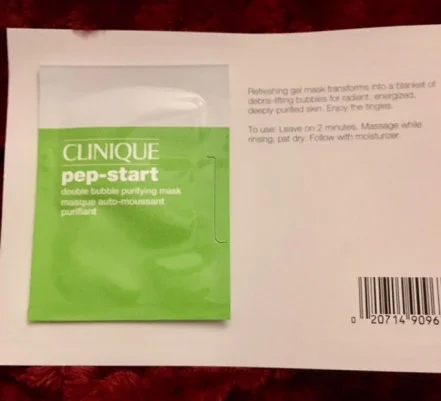 CLINIQUE
pep-start
double bubble purifying mask
masque auto-moussant
purifiant
Refreshing gel mask transforms into a blanket of
debris-lifting bubbles for radiant, energized,
deeply-purified skin. Enjoy the tingles.
To use: Leave on 2 minutes. Massage while
rinsing, pat dry. Follow with moisturizer.
0 20714 9096